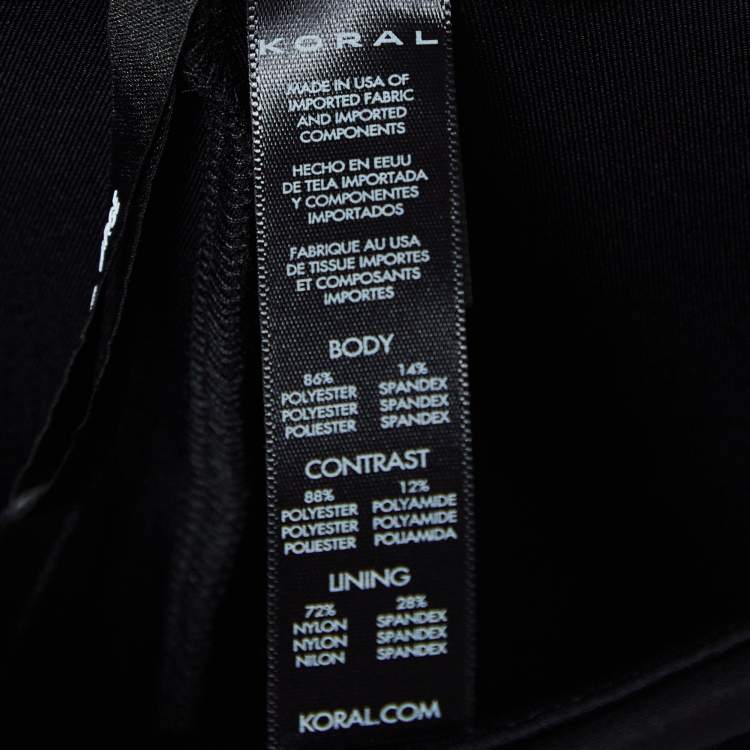 KORAL
MADE IN USA OF
IMPORTED FABRIC
AND IMPORTED
COMPONENTS
HECHO EN EEUU
DE TELA IMPORTADA
Y COMPONENTES
IMPORTADOS
FABRIQUE AU USA
DE TISSUE IMPORTES
ET COMPOSANTS
IMPORTES
BODY
86% 14%
POLYESTER SPANDEX
POLYESTER SPANDEX
POLIESTER SPANDEX
CONTRAST
88% 12%
POLYESTER POLYAMIDE
POLYESTER POLYAMIDE
POLIESTER POLIAMIDA
LINING
72% 28%
NYLON SPANDEX
NYLON SPANDEX
NILON SPANDEX
KORAL.COM